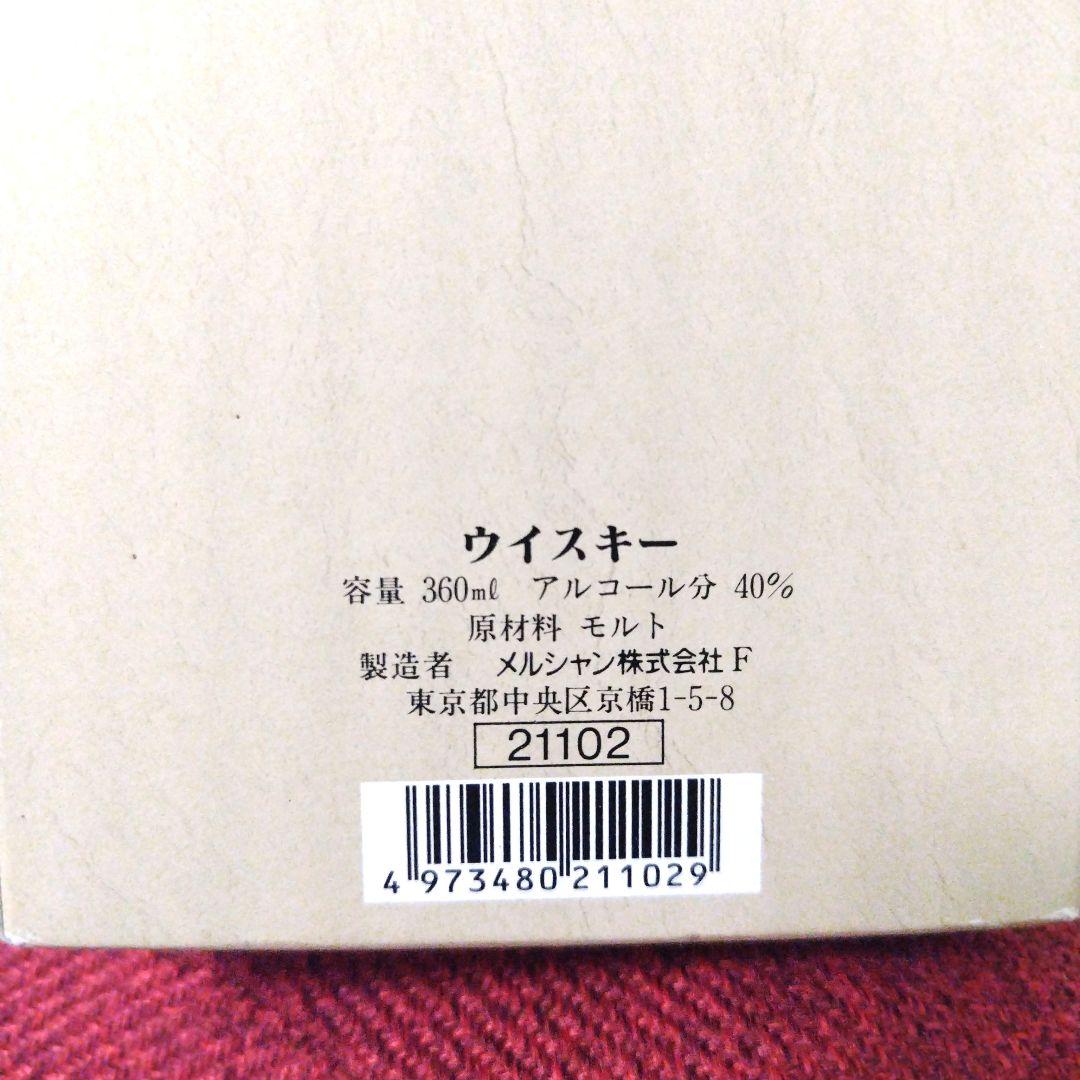 ウイスキー
容量 360mℓ アルコール分 40%
原材料 モルト
製造者 メルシャン株式会社 F
東京都中央区京橋1-5-8
21102
4 973480 211029